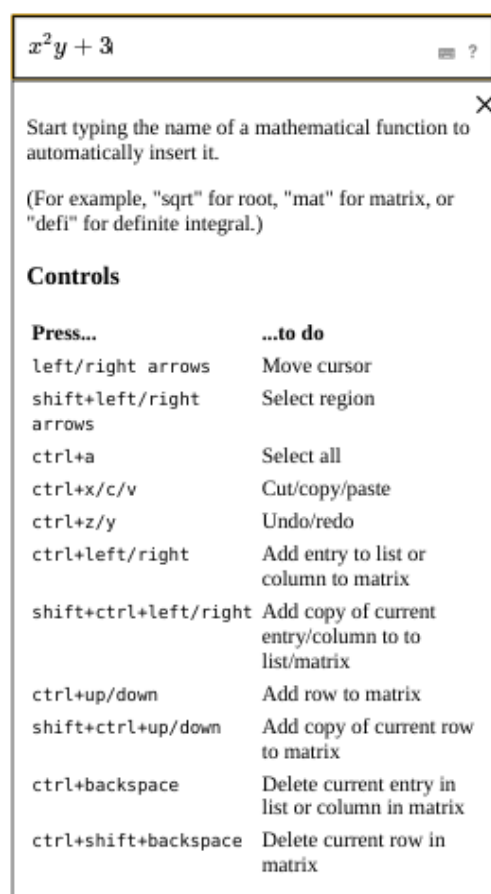 x²y + 3
?
Start typing the name of a mathematical function to
automatically insert it.
(For example, "sqrt" for root, "mat" for matrix, or
"defi" for definite integral.)
Controls
Press... ...to do
left/right arrows Move cursor
shift+left/right Select region
arrows
ctrl+a Select all
ctrl+x/c/v Cut/copy/paste
ctrl+z/y Undo/redo
ctrl+left/right Add entry to list or
column to matrix
shift+ctrl+left/right Add copy of current
entry/column to to
list/matrix
ctrl+up/down Add row to matrix
shift+ctrl+up/down Add copy of current row
to matrix
ctrl+backspace Delete current entry in
list or column in matrix
ctrl+shift+backspace Delete current row in
matrix